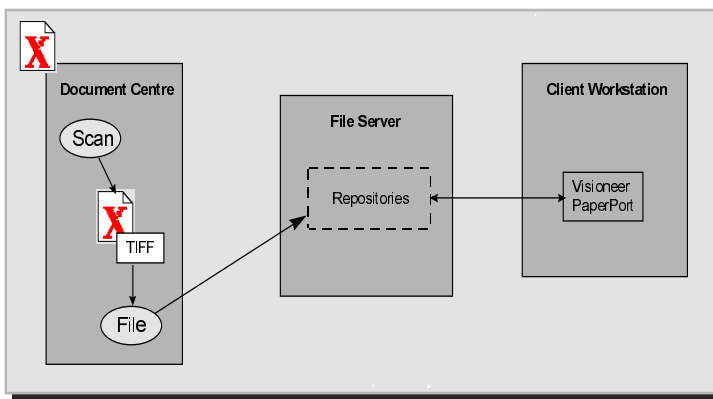 X
Document Centre
Scan
X
TIFF
File
File Server
Repositories
Client Workstation
Visioneer
PaperPort